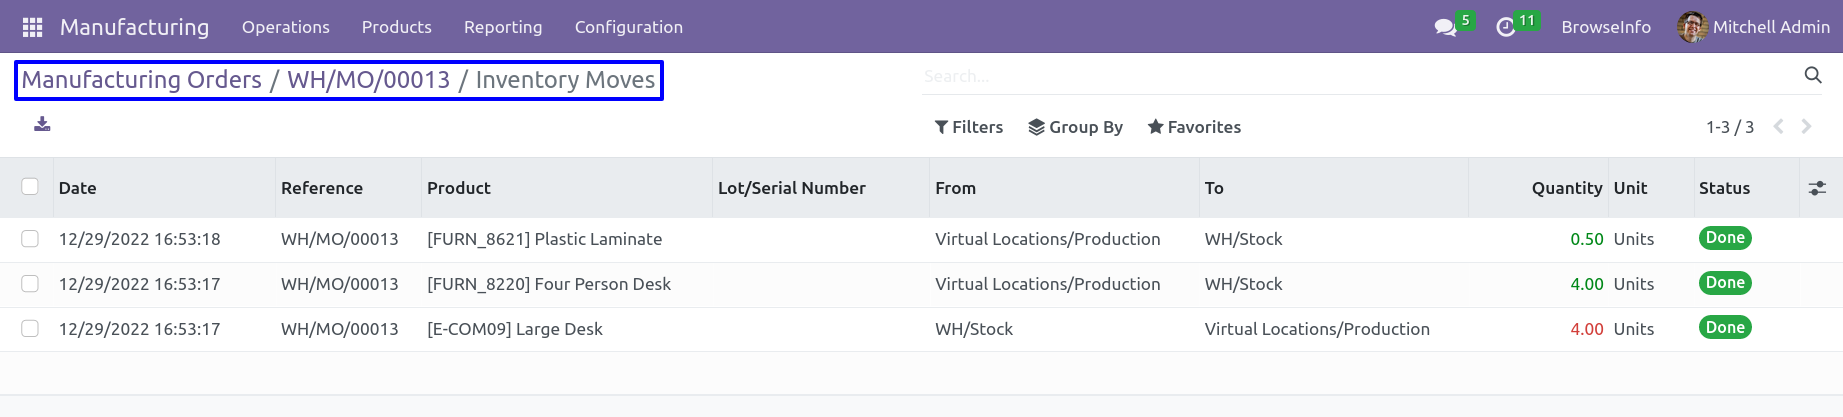 Manufacturing Operations Products Reporting Configuration 5 11 BrowseInfo Mitchell Admin
Manufacturing Orders / WH/MO/00013 / Inventory Moves Search...
Filters Group By Favorites 1-3 / 3
Date Reference Product Lot/Serial Number From To Quantity Unit Status
12/29/2022 16:53:18 WH/MO/00013 [FURN_8621] Plastic Laminate Virtual Locations/Production WH/Stock 0.50 Units Done
12/29/2022 16:53:17 WH/MO/00013 [FURN_8220] Four Person Desk Virtual Locations/Production WH/Stock 4.00 Units Done
12/29/2022 16:53:17 WH/MO/00013 [E-COM09] Large Desk WH/Stock Virtual Locations/Production 4.00 Units Done